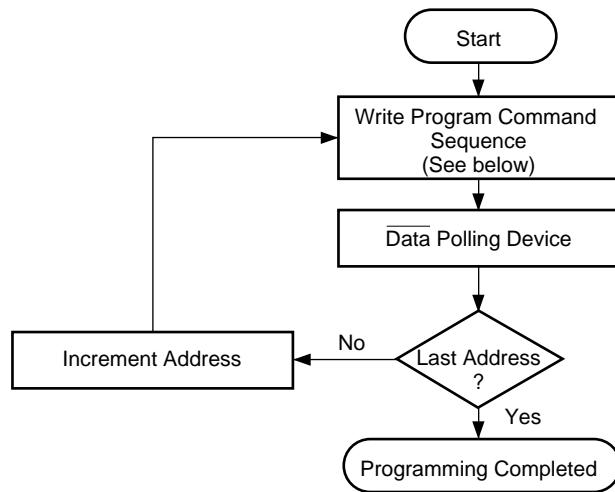 Start
Write Program Command
Sequence
(See below)
Data Polling Device
Increment Address
No
Last Address
?
Yes
Programming Completed